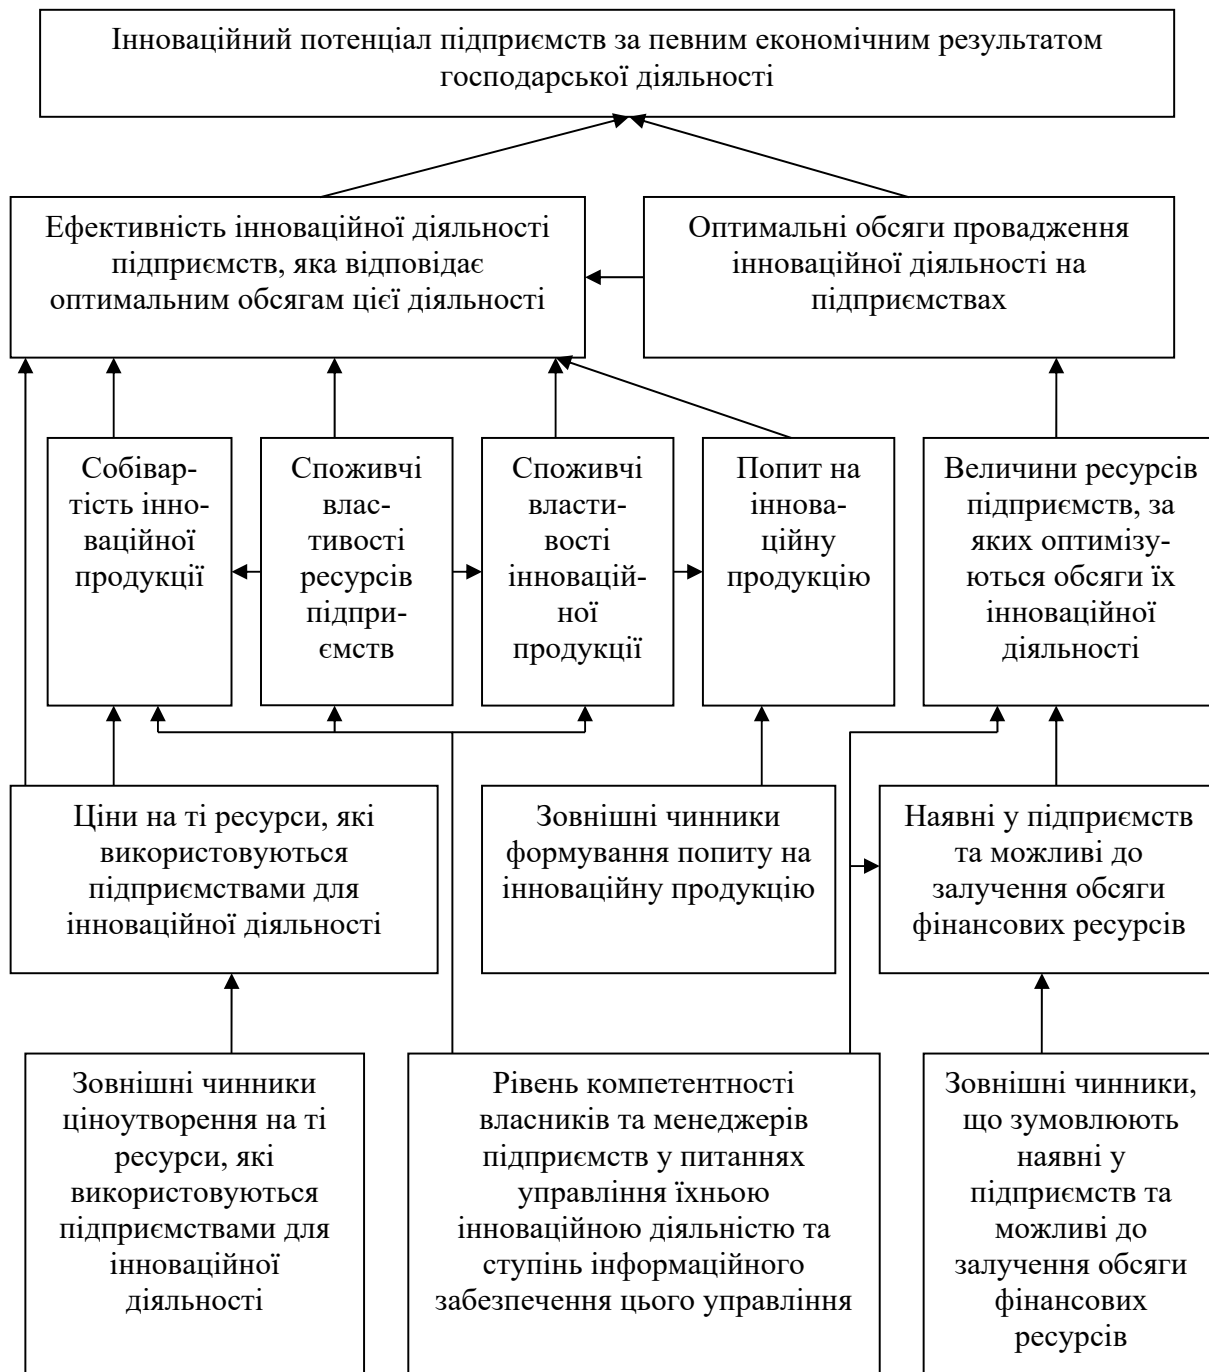 Інноваційний потенціал підприємств за певним економічним результатом
господарської діяльності
Ефективність інноваційної діяльності
підприємств, яка відповідає
оптимальним обсягам цієї діяльності
Оптимальні обсяги провадження
інноваційної діяльності на
підприємствах
Собівар-
тість інно-
ваційної
продукції
Споживчі
влас-
тивості
ресурсів
підпри-
ємств
Споживчі
власти-
вості
інновацій-
ної
продукції
Попит на
іннова-
ційну
продукцію
Величини ресурсів
підприємств, за
яких оптимізу-
ються обсяги їх
інноваційної
діяльності
Ціни на ті ресурси, які
використовуються
підприємствами для
інноваційної діяльності
Зовнішні чинники
формування попиту на
інноваційну продукцію
Наявні у підприємств
та можливі до
залучення обсяги
фінансових ресурсів
Зовнішні чинники
ціноутворення на ті
ресурси, які
використовуються
підприємствами для
інноваційної
діяльності
Рівень компетентності
власників та менеджерів
підприємств у питаннях
управління їхньою
інноваційною діяльністю та
ступінь інформаційного
забезпечення цього управління
Зовнішні чинники,
що зумовлюють
наявні у
підприємств та
можливі до
залучення обсяги
фінансових
ресурсів